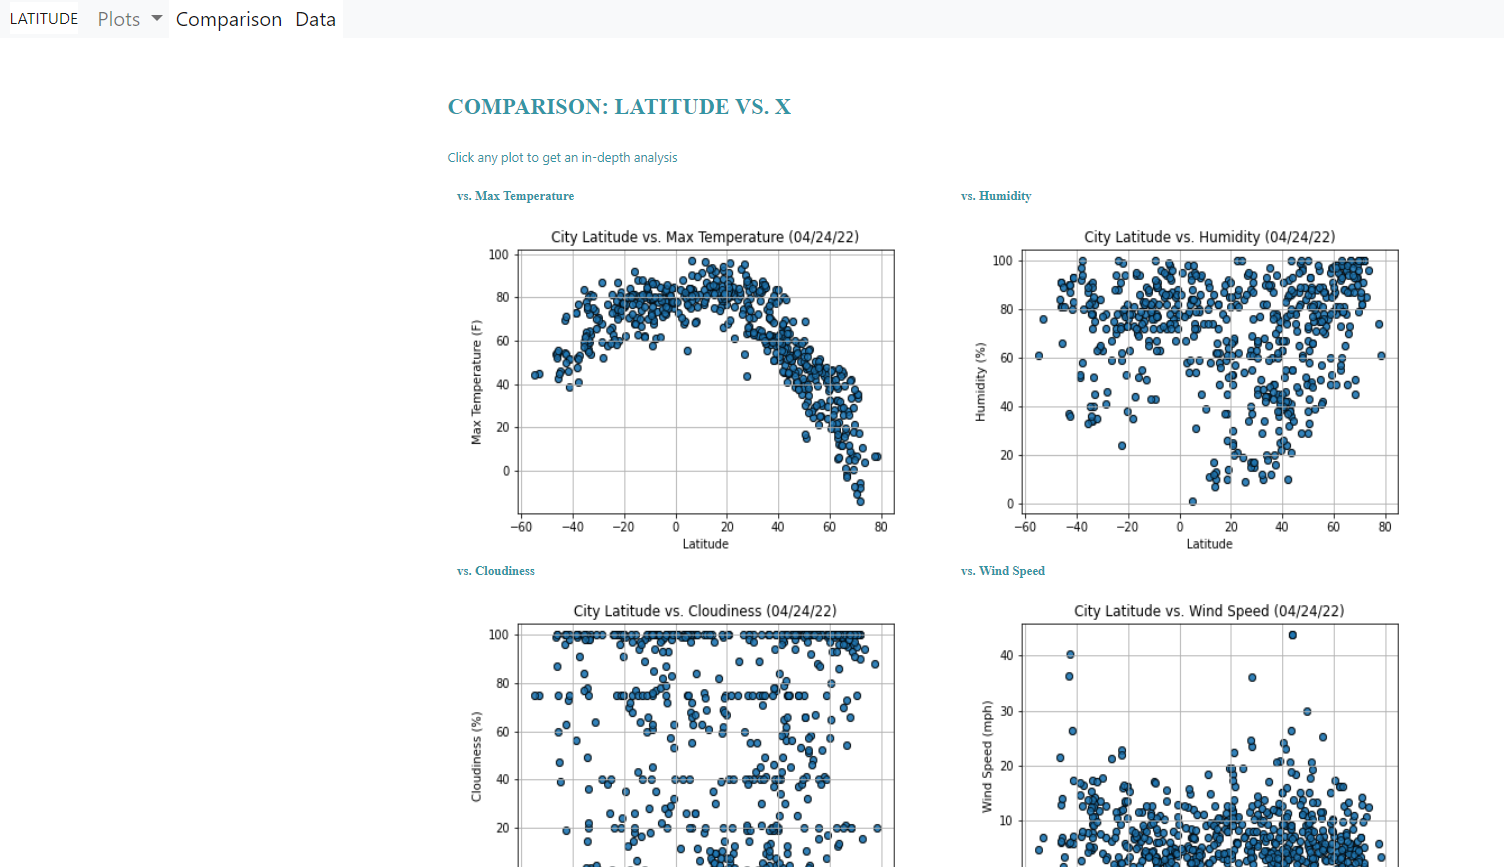 LATITUDE Plots Comparison Data
COMPARISON: LATITUDE VS. X
Click any plot to get an in-depth analysis
vs. Max Temperature
City Latitude vs. Max Temperature (04/24/22)
Max Temperature (F)
100
80
60
40
20
0
−60 −40 −20 0 20 40 60 80
Latitude
vs. Humidity
City Latitude vs. Humidity (04/24/22)
Humidity (%)
100
80
60
40
20
0
−60 −40 −20 0 20 40 60 80
Latitude
vs. Cloudiness
City Latitude vs. Cloudiness (04/24/22)
Cloudiness (%)
100
80
60
40
20
vs. Wind Speed
City Latitude vs. Wind Speed (04/24/22)
Wind Speed (mph)
40
30
20
10